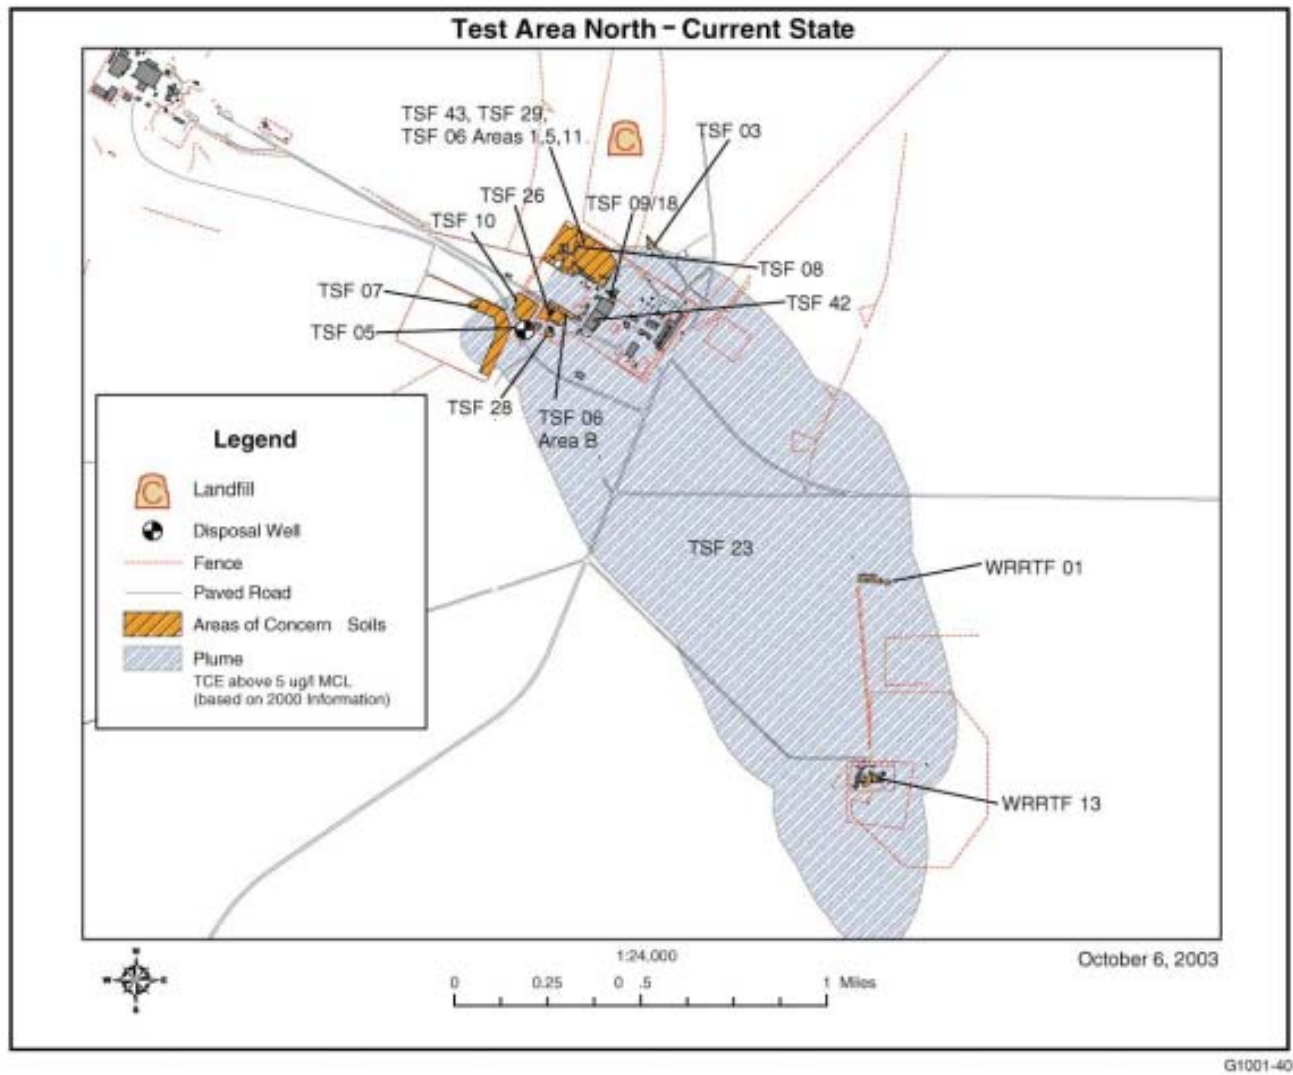 Test Area North – Current State
TSF 43, TSF 29,
TSF 06 Areas 1,5,11
C
TSF 03
TSF 26
TSF 09/18
TSF 10
TSF 08
TSF 07
TSF 42
TSF 05
TSF 28
TSF 06
Area B
TSF 23
WRRTF 01
WRRTF 13
Legend
C
Landfill
Disposal Well
Fence
Paved Road
Areas of Concern Soils
Plume
TCE above 5 ug/l MCL
(based on 2000 Information)
N
W E
S
1:24,000
0 0.25 0 .5 1 Miles
October 6, 2003
G1001-40